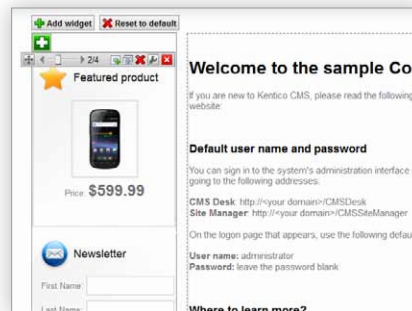 Add widget Reset to default
2/4
Featured product
Price: $599.99
Newsletter
First Name:
Last Name:
Welcome to the sample Co
If you are new to Kentico CMS, please read the following
website:
Default user name and password
You can sign in to the system's administration interface
going to the following addresses:
CMS Desk: http://<your domain>/CMSDesk
Site Manager: http://<your domain>/CMSSiteManager
On the logon page that appears, use the following defau
User name: administrator
Password: leave the password blank
Where to learn more?